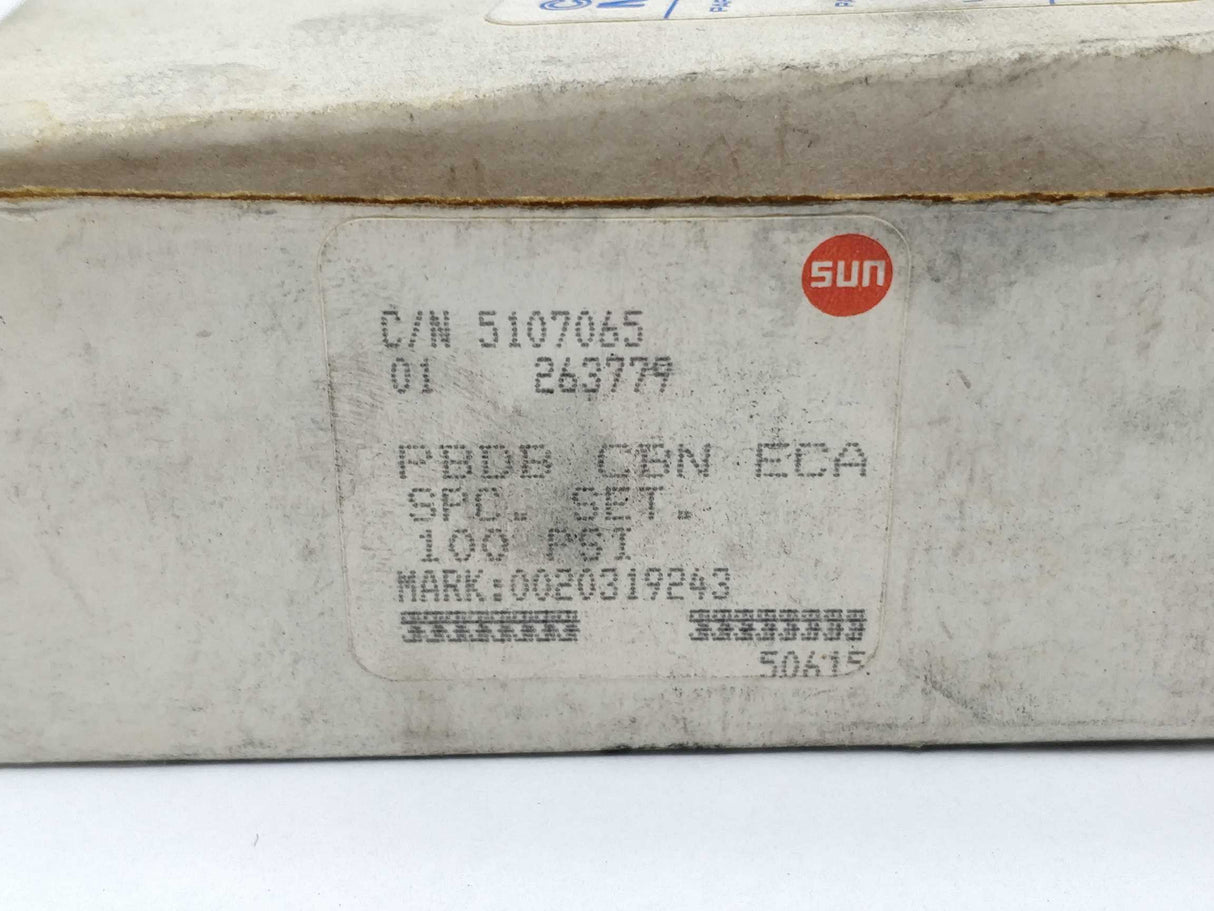 sun
C/N 5107065
01 263779
PBDB CBN ECA
SPC. SET.
100 PSI
MARK:0020319243
50615